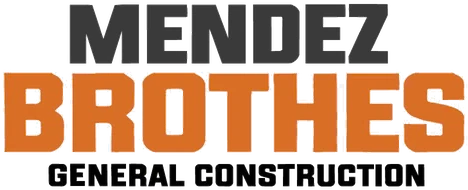 MENDEZ
BROTHES
GENERAL CONSTRUCTION